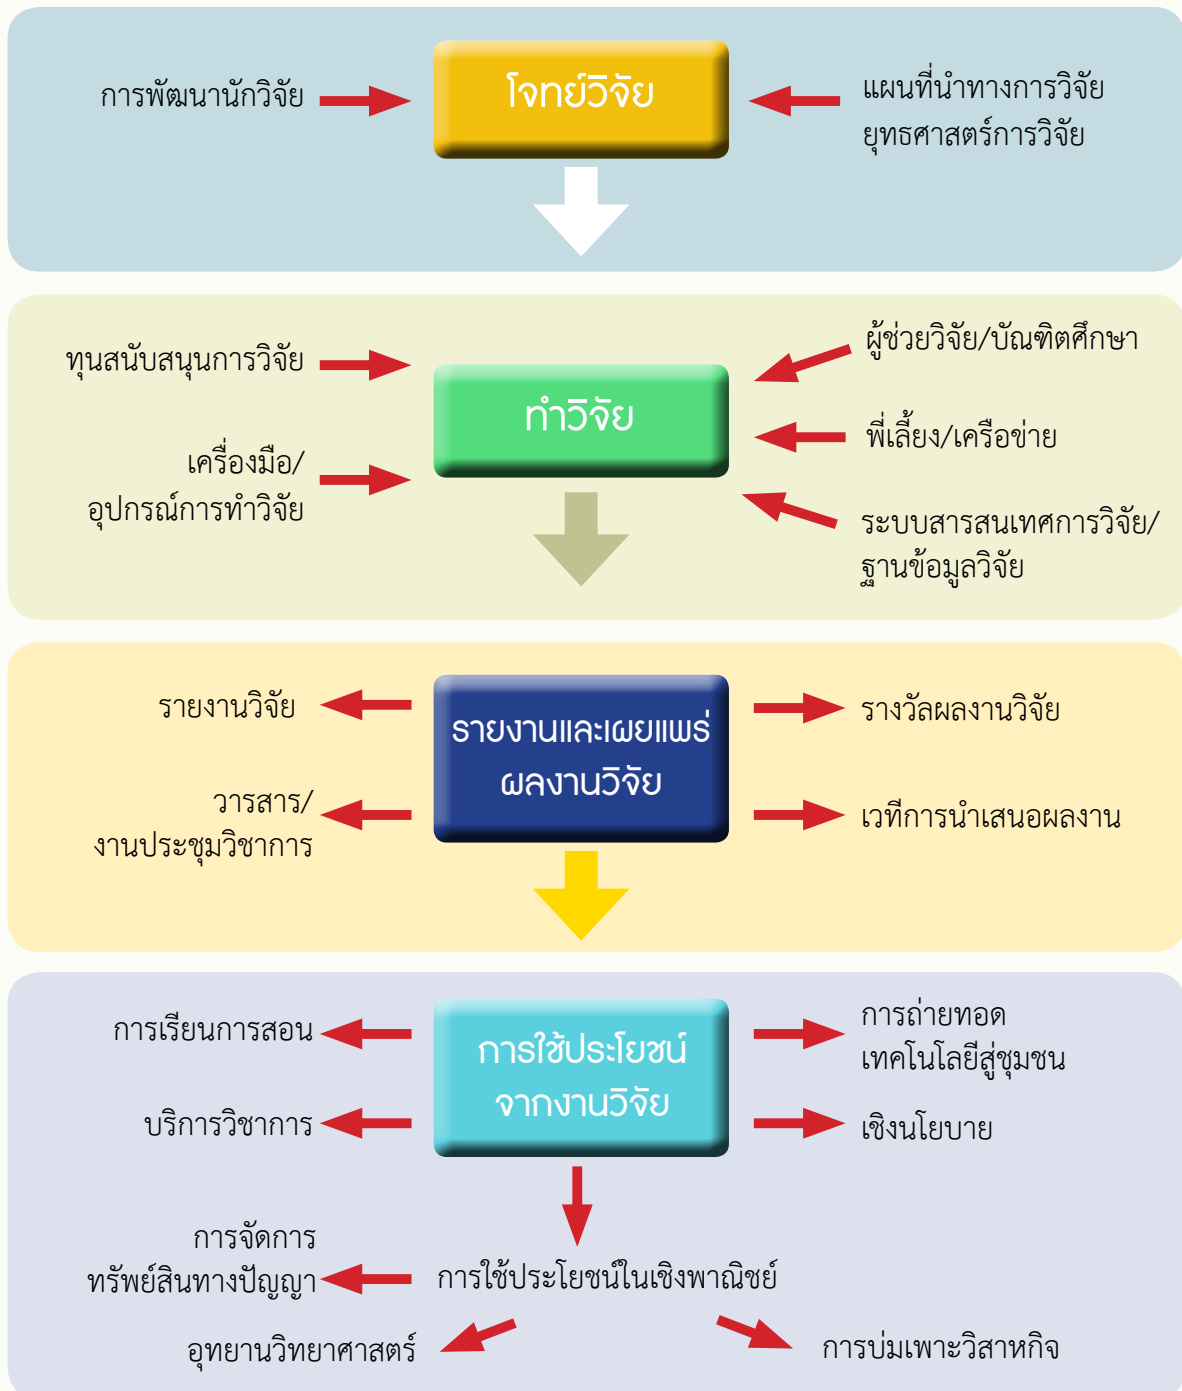 การพัฒนานักวิจัย
โจทย์วิจัย
แผนที่นำทางการวิจัย
ยุทธศาสตร์การวิจัย
ทุนสนับสนุนการวิจัย
เครื่องมือ/
อุปกรณ์การทำวิจัย
ทำวิจัย
ผู้ช่วยวิจัย/บัณฑิตศึกษา
พี่เลี้ยง/เครือข่าย
ระบบสารสนเทศการวิจัย/
ฐานข้อมูลวิจัย
รายงานวิจัย
วารสาร/
งานประชุมวิชาการ
รายงานและเผยแพร่
ผลงานวิจัย
รางวัลผลงานวิจัย
เวทีการนำเสนอผลงาน
การเรียนการสอน
บริการวิชาการ
การใช้ประโยชน์
จากงานวิจัย
การถ่ายทอด
เทคโนโลยีสู่ชุมชน
เชิงนโยบาย
การจัดการ
ทรัพย์สินทางปัญญา
การใช้ประโยชน์ในเชิงพาณิชย์
อุทยานวิทยาศาสตร์
การบ่มเพาะวิสาหกิจ